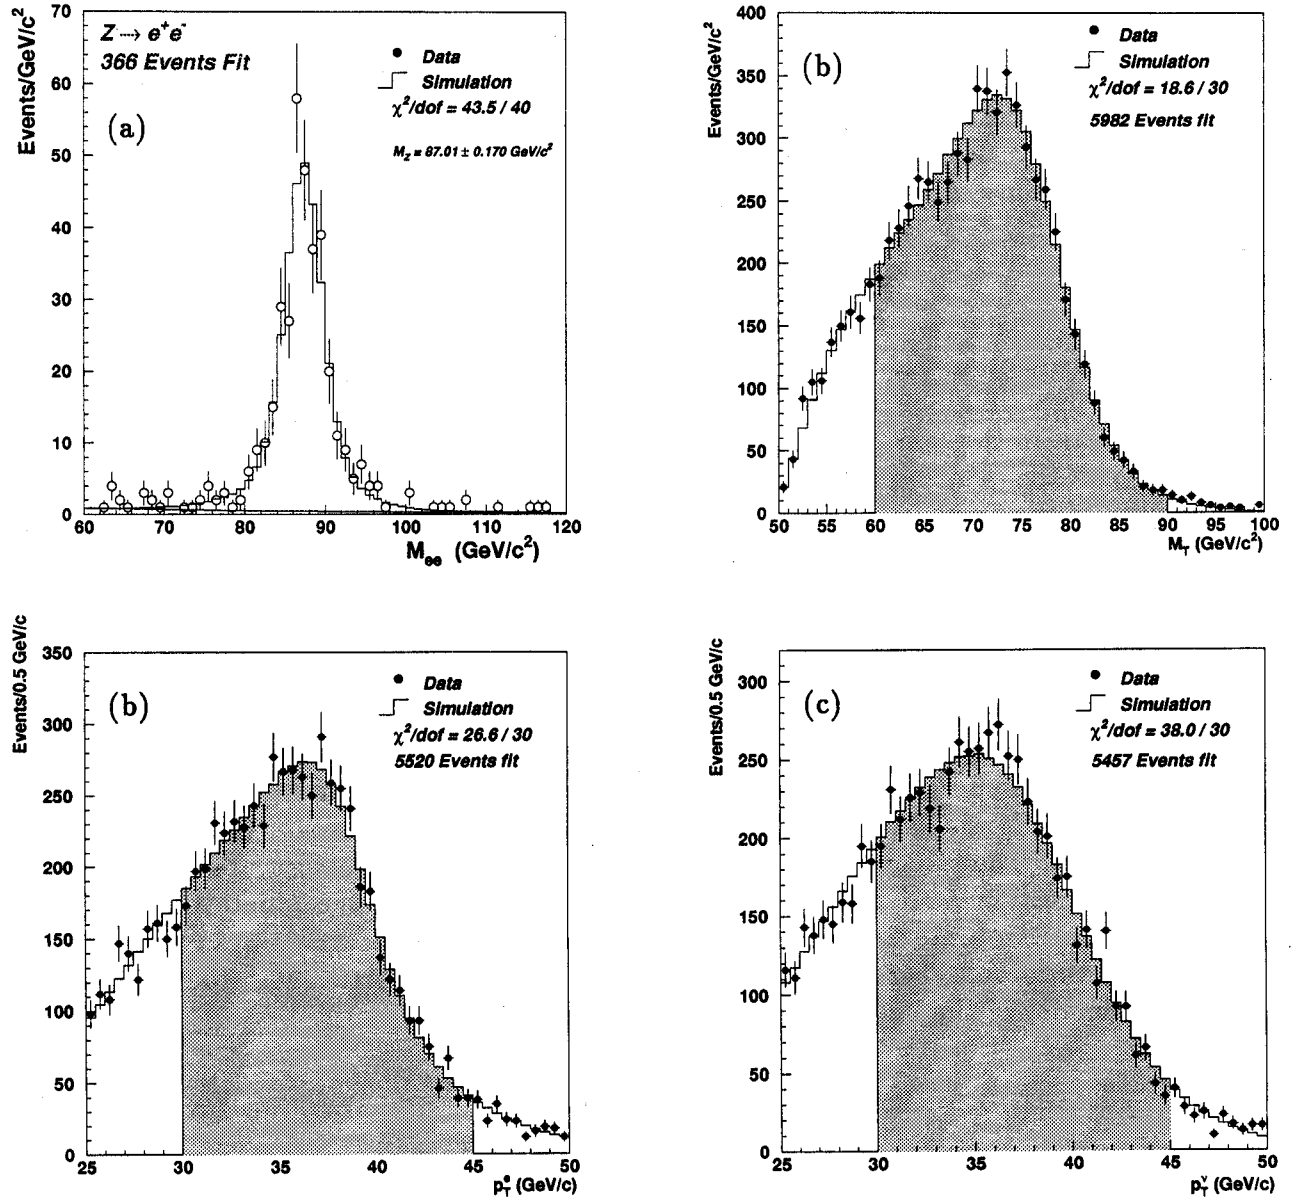 Z → e⁺e⁻
366 Events Fit
(a)
Data
Simulation
χ²/dof = 43.5 / 40
M_Z = 87.01 ± 0.170 GeV/c²
Events/GeV/c²
70
60
50
40
30
20
10
0
60 70 80 90 100 110 120
M_ee (GeV/c²)
(b)
Data
Simulation
χ²/dof = 18.6 / 30
5982 Events fit
Events/GeV/c²
400
350
300
250
200
150
100
50
0
50 55 60 65 70 75 80 85 90 95 100
M_T (GeV/c²)
(b)
Data
Simulation
χ²/dof = 26.6 / 30
5520 Events fit
Events/0.5 GeV/c
350
300
250
200
150
100
50
0
25 30 35 40 45 50
p_T^e (GeV/c)
(c)
Data
Simulation
χ²/dof = 38.0 / 30
5457 Events fit
Events/0.5 GeV/c
300
250
200
150
100
50
0
25 30 35 40 45 50
p_T^ν (GeV/c)